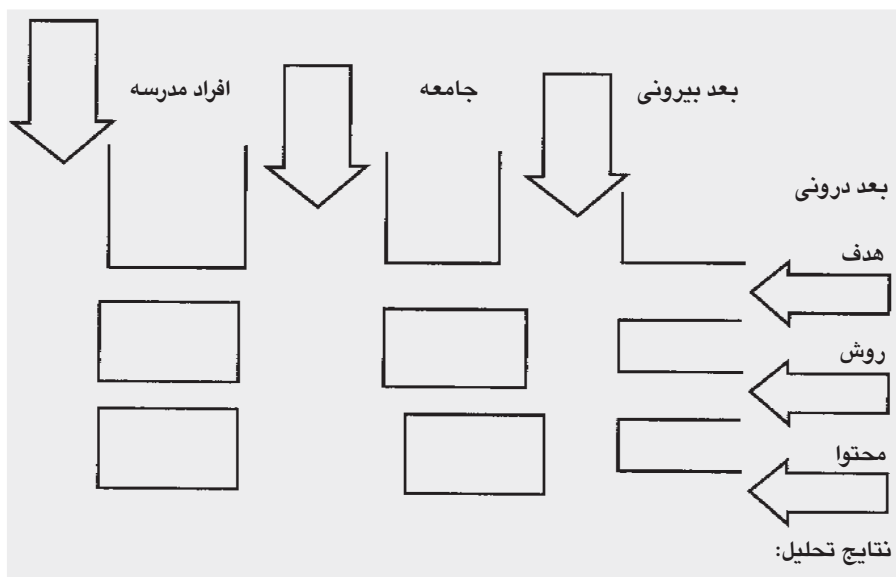 بعد بیرونی
جامعه
افراد مدرسه
بعد درونی
هدف
روش
محتوا
نتایج تحلیل: